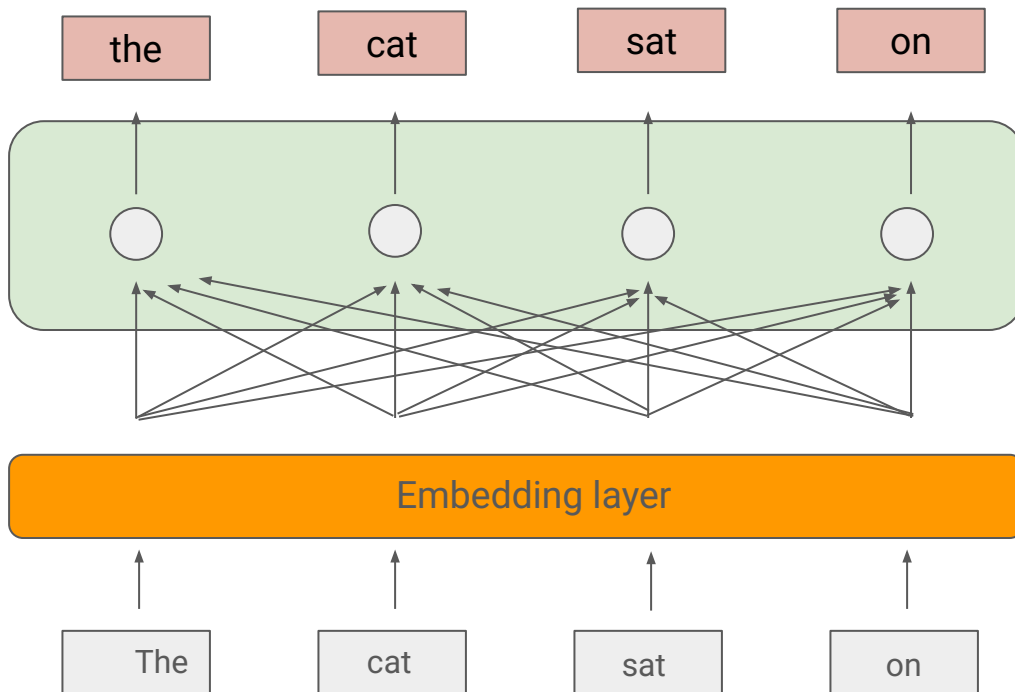 the cat sat on
Embedding layer
The cat sat on